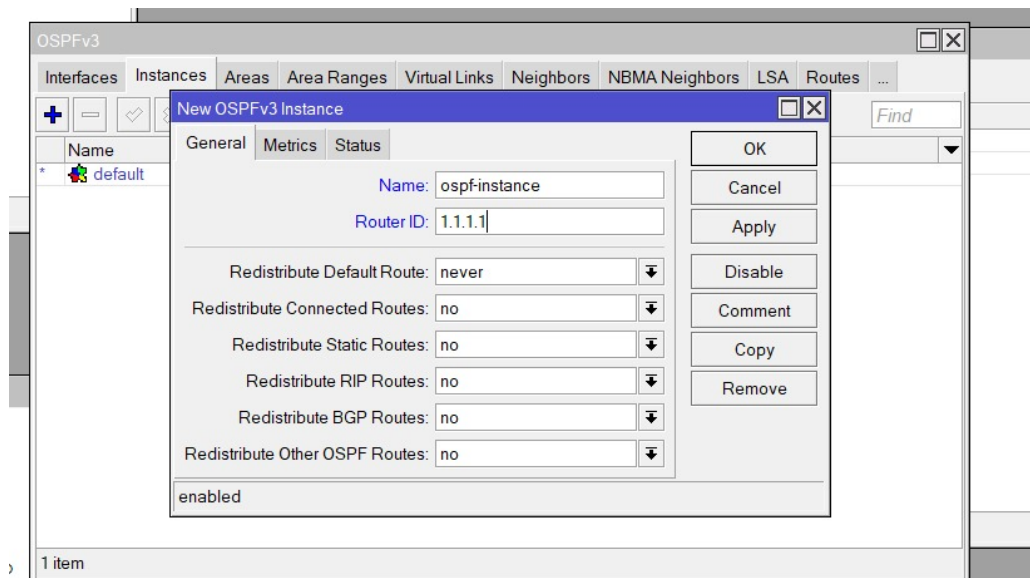 OSPFv3
Interfaces Instances Areas Area Ranges Virtual Links Neighbors NBMA Neighbors LSA Routes ...
Find
Name
* default
New OSPFv3 Instance
General Metrics Status
Name: ospf-instance
Router ID: 1.1.1.1
Redistribute Default Route: never
Redistribute Connected Routes: no
Redistribute Static Routes: no
Redistribute RIP Routes: no
Redistribute BGP Routes: no
Redistribute Other OSPF Routes: no
OK
Cancel
Apply
Disable
Comment
Copy
Remove
enabled
1 item